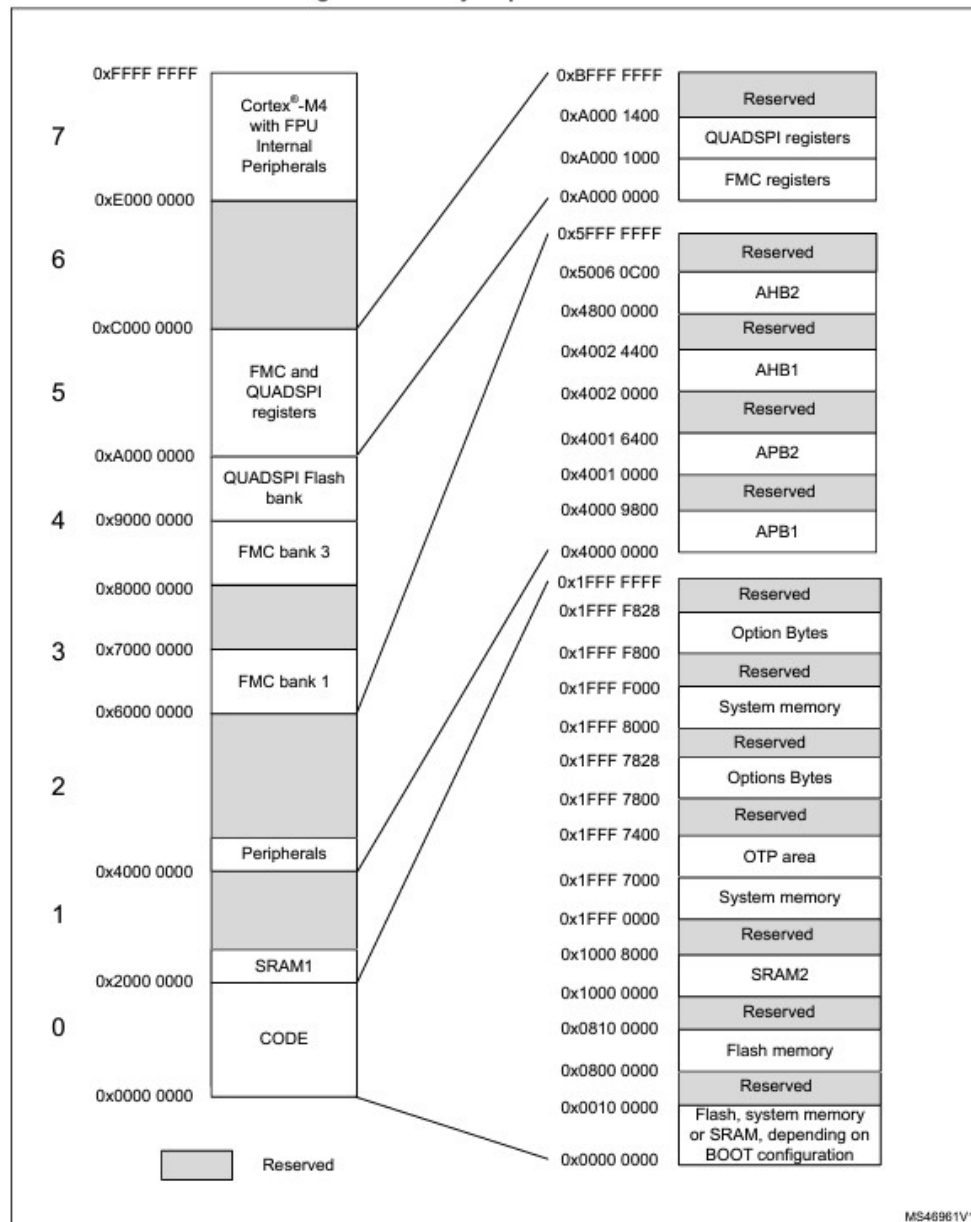 0xFFFF FFFF
Cortex®-M4
with FPU
Internal
Peripherals
7
0xE000 0000
6
0xC000 0000
FMC and
QUADSPI
registers
5
0xA000 0000
QUADSPI Flash
bank
4
0x9000 0000
FMC bank 3
0x8000 0000
3
0x7000 0000
FMC bank 1
0x6000 0000
2
Peripherals
0x4000 0000
1
SRAM1
0x2000 0000
0
CODE
0x0000 0000
Reserved
0xBFFF FFFF
Reserved
0xA000 1400
QUADSPI registers
0xA000 1000
FMC registers
0xA000 0000
0x5FFF FFFF
Reserved
0x5006 0C00
AHB2
0x4800 0000
Reserved
0x4002 4400
AHB1
0x4002 0000
Reserved
0x4001 6400
APB2
0x4001 0000
Reserved
0x4000 9800
APB1
0x4000 0000
0x1FFF FFFF
Reserved
0x1FFF F828
Option Bytes
0x1FFF F800
Reserved
0x1FFF F000
System memory
0x1FFF 8000
Reserved
0x1FFF 7828
Options Bytes
0x1FFF 7800
Reserved
0x1FFF 7400
OTP area
0x1FFF 7000
System memory
0x1FFF 0000
Reserved
0x1000 8000
SRAM2
0x1000 0000
Reserved
0x0810 0000
Flash memory
0x0800 0000
Reserved
0x0010 0000
Flash, system memory
or SRAM, depending on
BOOT configuration
0x0000 0000